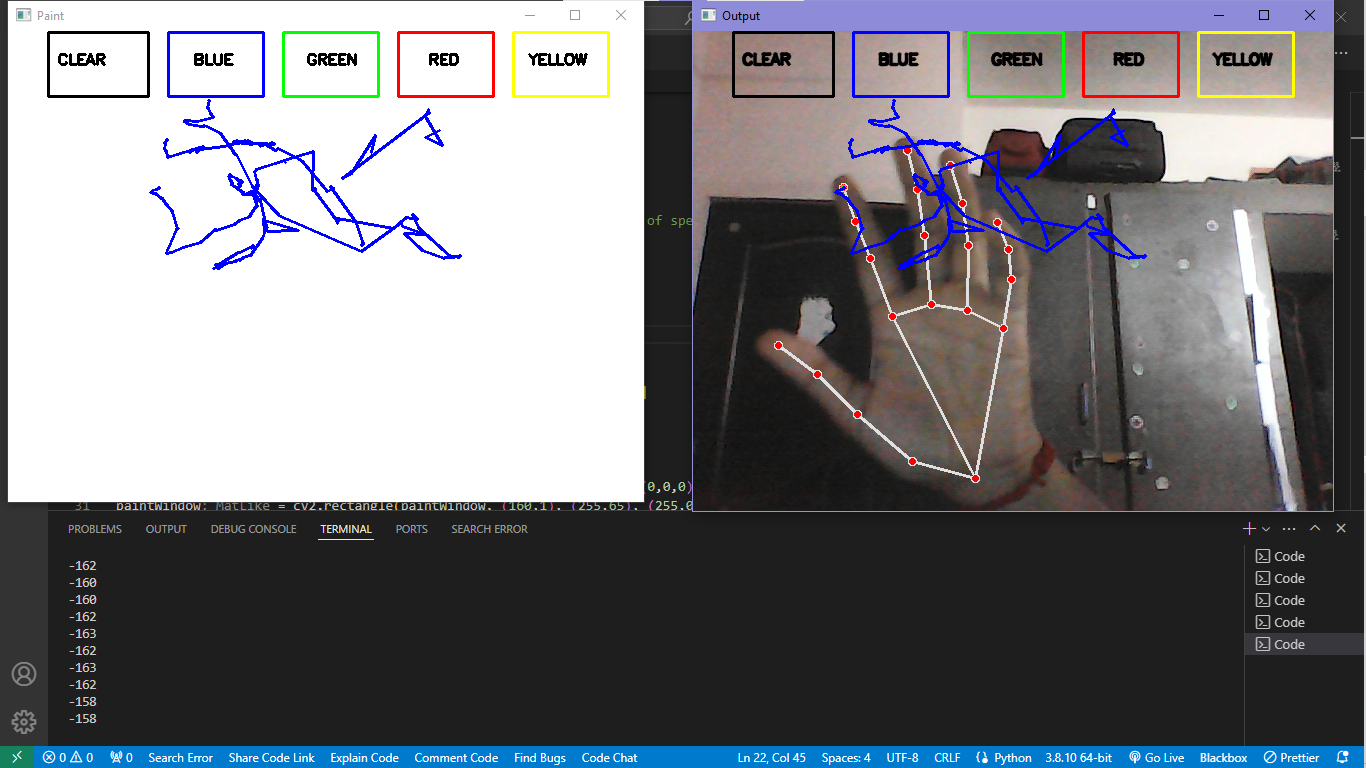 Paint
CLEAR BLUE GREEN RED YELLOW
Output
CLEAR BLUE GREEN RED YELLOW
of spe
0,0,0)
31 paintWindow: MatLike = cv2.rectangle(paintWindow, (160,1), (255,65), (255,0
PROBLEMS OUTPUT DEBUG CONSOLE TERMINAL PORTS SEARCH ERROR
-162
-160
-160
-162
-163
-162
-163
-162
-158
-158
Code
Code
Code
Code
Code
0 0 0 Search Error Share Code Link Explain Code Comment Code Find Bugs Code Chat Ln 22, Col 45 Spaces: 4 UTF-8 CRLF Python 3.8.10 64-bit Go Live Blackbox Prettier